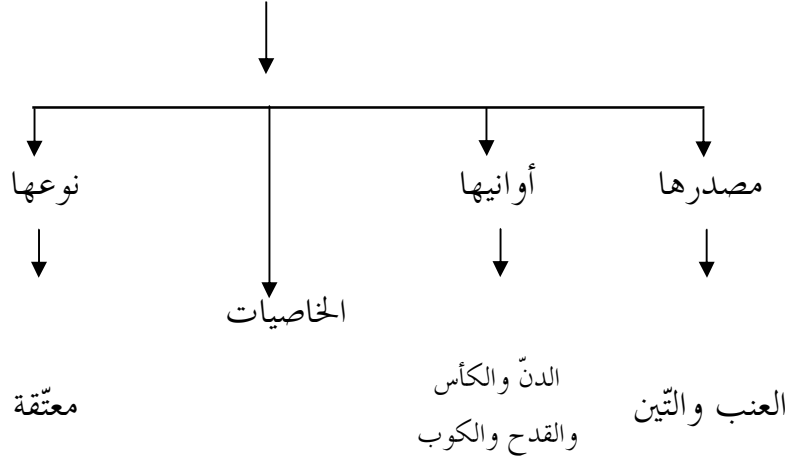 مصدرها
أوانيها
نوعها
الخاصيات
العنب والتّين
الدنّ والكأس
والقدح والكوب
معتّقة